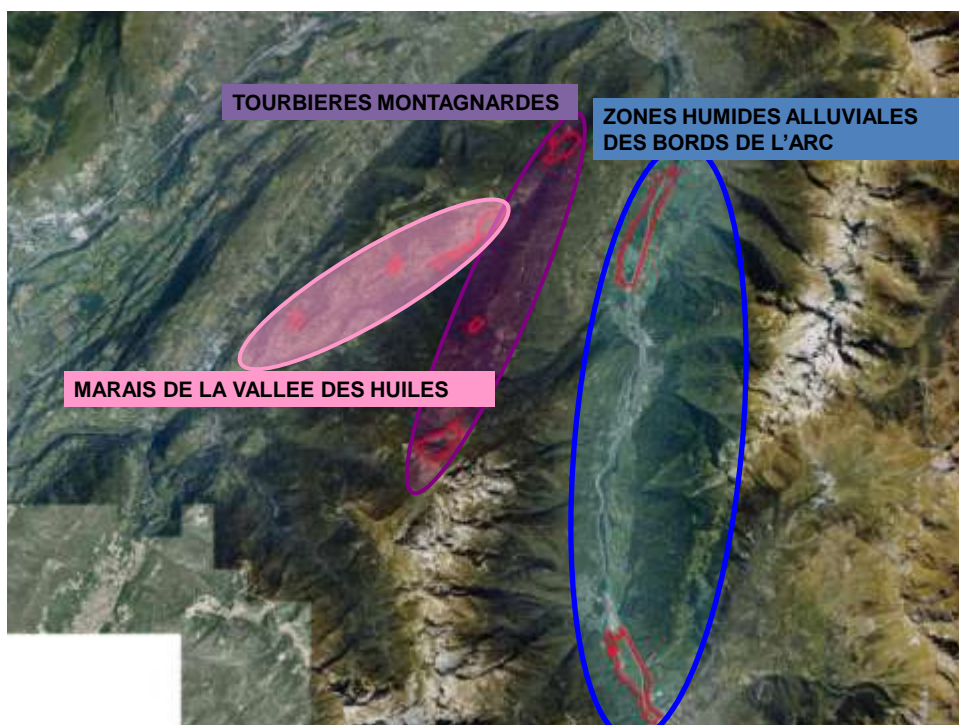 TOURBIERES MONTAGNARDES
ZONES HUMIDES ALLUVIALES
DES BORDS DE L'ARC
MARAIS DE LA VALLEE DES HUILES